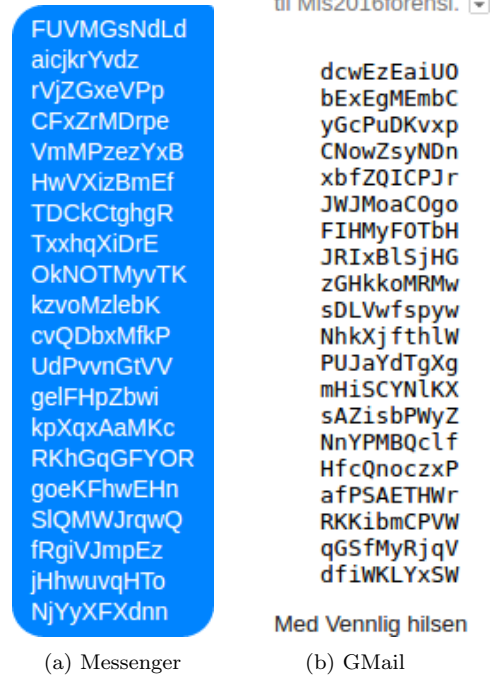 FUVMGsNdLd
aicjkrYvdz
rVjZGxeVPp
CFxZrMDrpe
VmMPzezYxB
HwVXizBmEf
TDCkCtghgR
TxxhqXiDrE
OkNOTMyvTK
kzvoMzlebK
cvQDbxMfkP
UdPvvnGtVV
gelFHpZbwi
kpXqxAaMKc
RKhGqGFYOR
goeKFhwEHn
SlQMWJrqwQ
fRgiVJmpEz
jHhwuvqHTo
NjYyXFXdnn
(a) Messenger
til Mis2016forensi.
dcwEzEaiUO
bExEgMEmbC
yGcPuDKvxp
CNowZsyNDn
xbfZQICPJr
JWJMoaCOgo
FIHMyFOTbH
JRIxBlSjHG
zGHkkoMRMw
sDLVwfspyw
NhkXjfthlW
PUJaYdTgXg
mHiSCYNlKX
sAZisbPWyZ
NnYPMBQclf
HfcQnoczxP
afPSAETHWr
RKKibmCPVW
qGSfMyRjqV
dfiWKLYxSW
Med Vennlig hilsen
(b) GMail